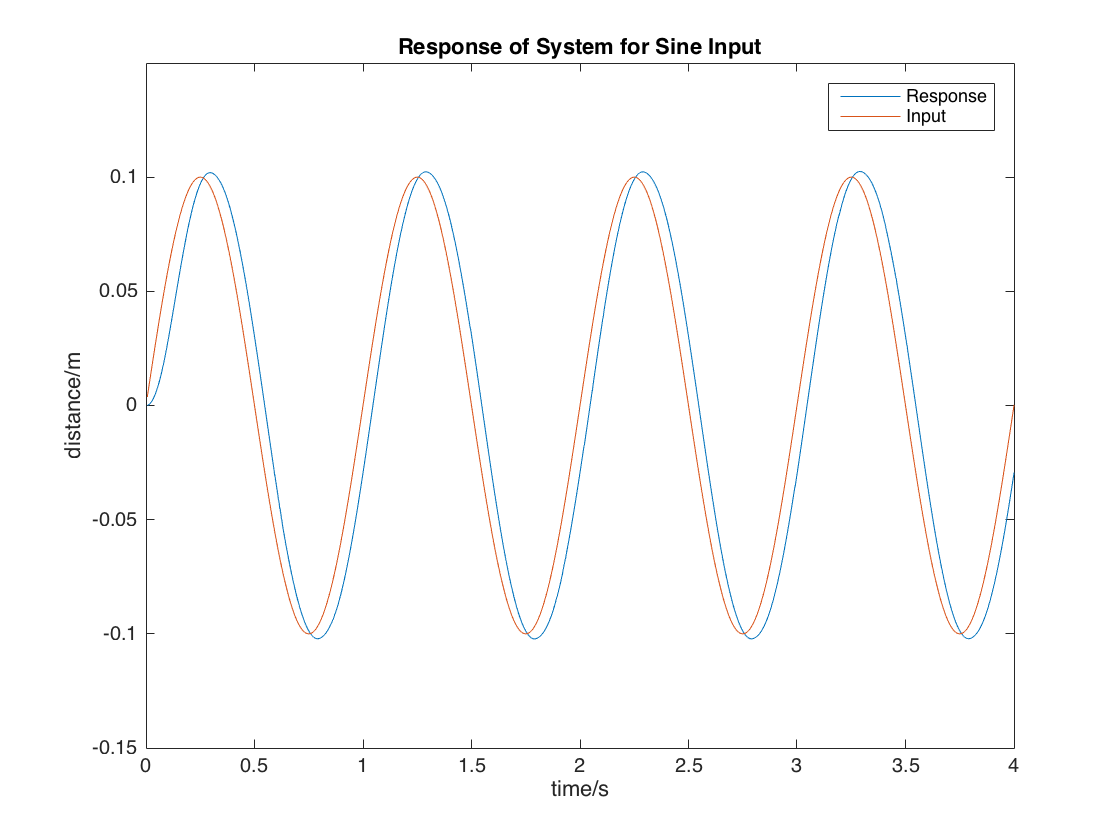 Response of System for Sine Input
Response
Input
0.1
0.05
0
-0.05
-0.1
-0.15
distance/m
0 0.5 1 1.5 2 2.5 3 3.5 4
time/s